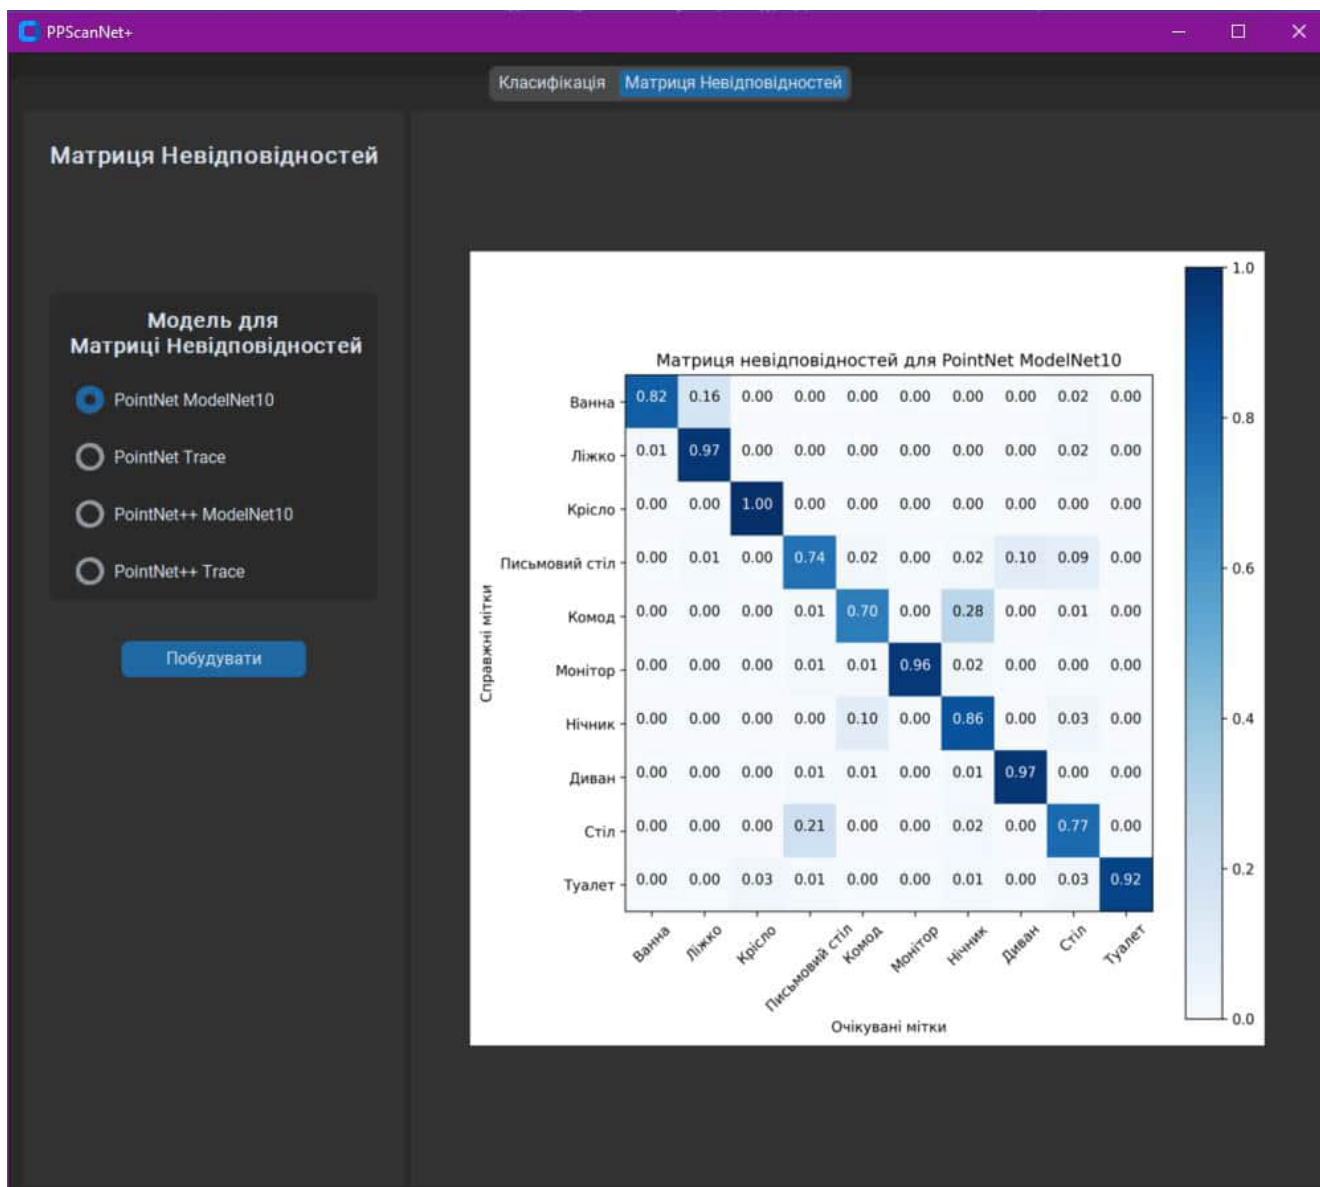 PPScanNet+
Класифікація Матриця Невідповідностей
Матриця Невідповідностей
Модель для
Матриці Невідповідностей
PointNet ModelNet10
PointNet Trace
PointNet++ ModelNet10
PointNet++ Trace
Побудувати
Матриця невідповідностей для PointNet ModelNet10
Справжні мітки
Ванна 0.82 0.16 0.00 0.00 0.00 0.00 0.00 0.00 0.02 0.00
Ліжко 0.01 0.97 0.00 0.00 0.00 0.00 0.00 0.00 0.02 0.00
Крісло 0.00 0.00 1.00 0.00 0.00 0.00 0.00 0.00 0.00 0.00
Письмовий стіл 0.00 0.01 0.00 0.74 0.02 0.00 0.02 0.10 0.09 0.00
Комод 0.00 0.00 0.00 0.01 0.70 0.00 0.28 0.00 0.01 0.00
Монітор 0.00 0.00 0.00 0.01 0.01 0.96 0.02 0.00 0.00 0.00
Нічник 0.00 0.00 0.00 0.00 0.10 0.00 0.86 0.00 0.03 0.00
Диван 0.00 0.00 0.00 0.01 0.01 0.00 0.01 0.97 0.00 0.00
Стіл 0.00 0.00 0.00 0.21 0.00 0.00 0.02 0.00 0.77 0.00
Туалет 0.00 0.00 0.03 0.01 0.00 0.00 0.01 0.00 0.03 0.92
Ванна Ліжко Крісло Письмовий стіл Комод Монітор Нічник Диван Стіл Туалет
Очікувані мітки
1.0
0.8
0.6
0.4
0.2
0.0